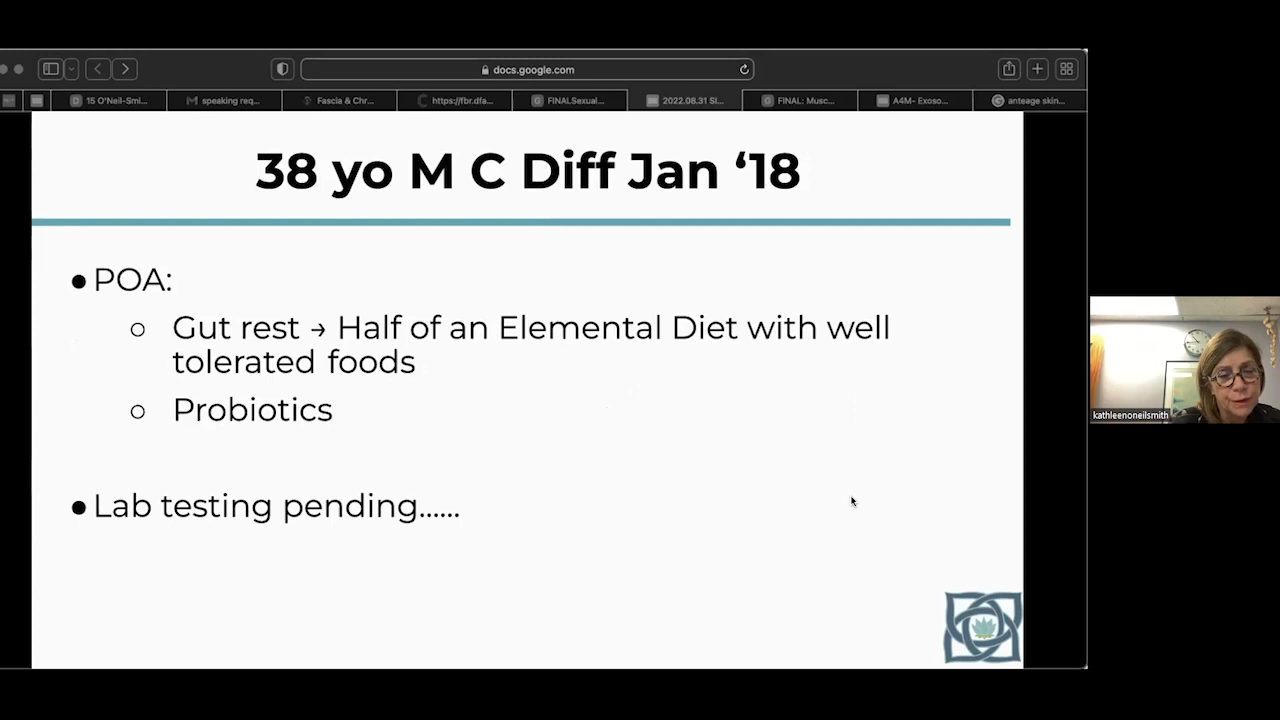 docs.google.com
15 O'Neil-Smi...
speaking req...
Fascia & Chr...
https://fbr.dfa...
FINALSexual...
2022.08.31 Sl...
FINAL: Musc...
A4M- Exoso...
anteage skin...
38 yo M C Diff Jan ‘18
●POA:
○ Gut rest → Half of an Elemental Diet with well
tolerated foods
○ Probiotics
●Lab testing pending......
kathleenoneilsmith